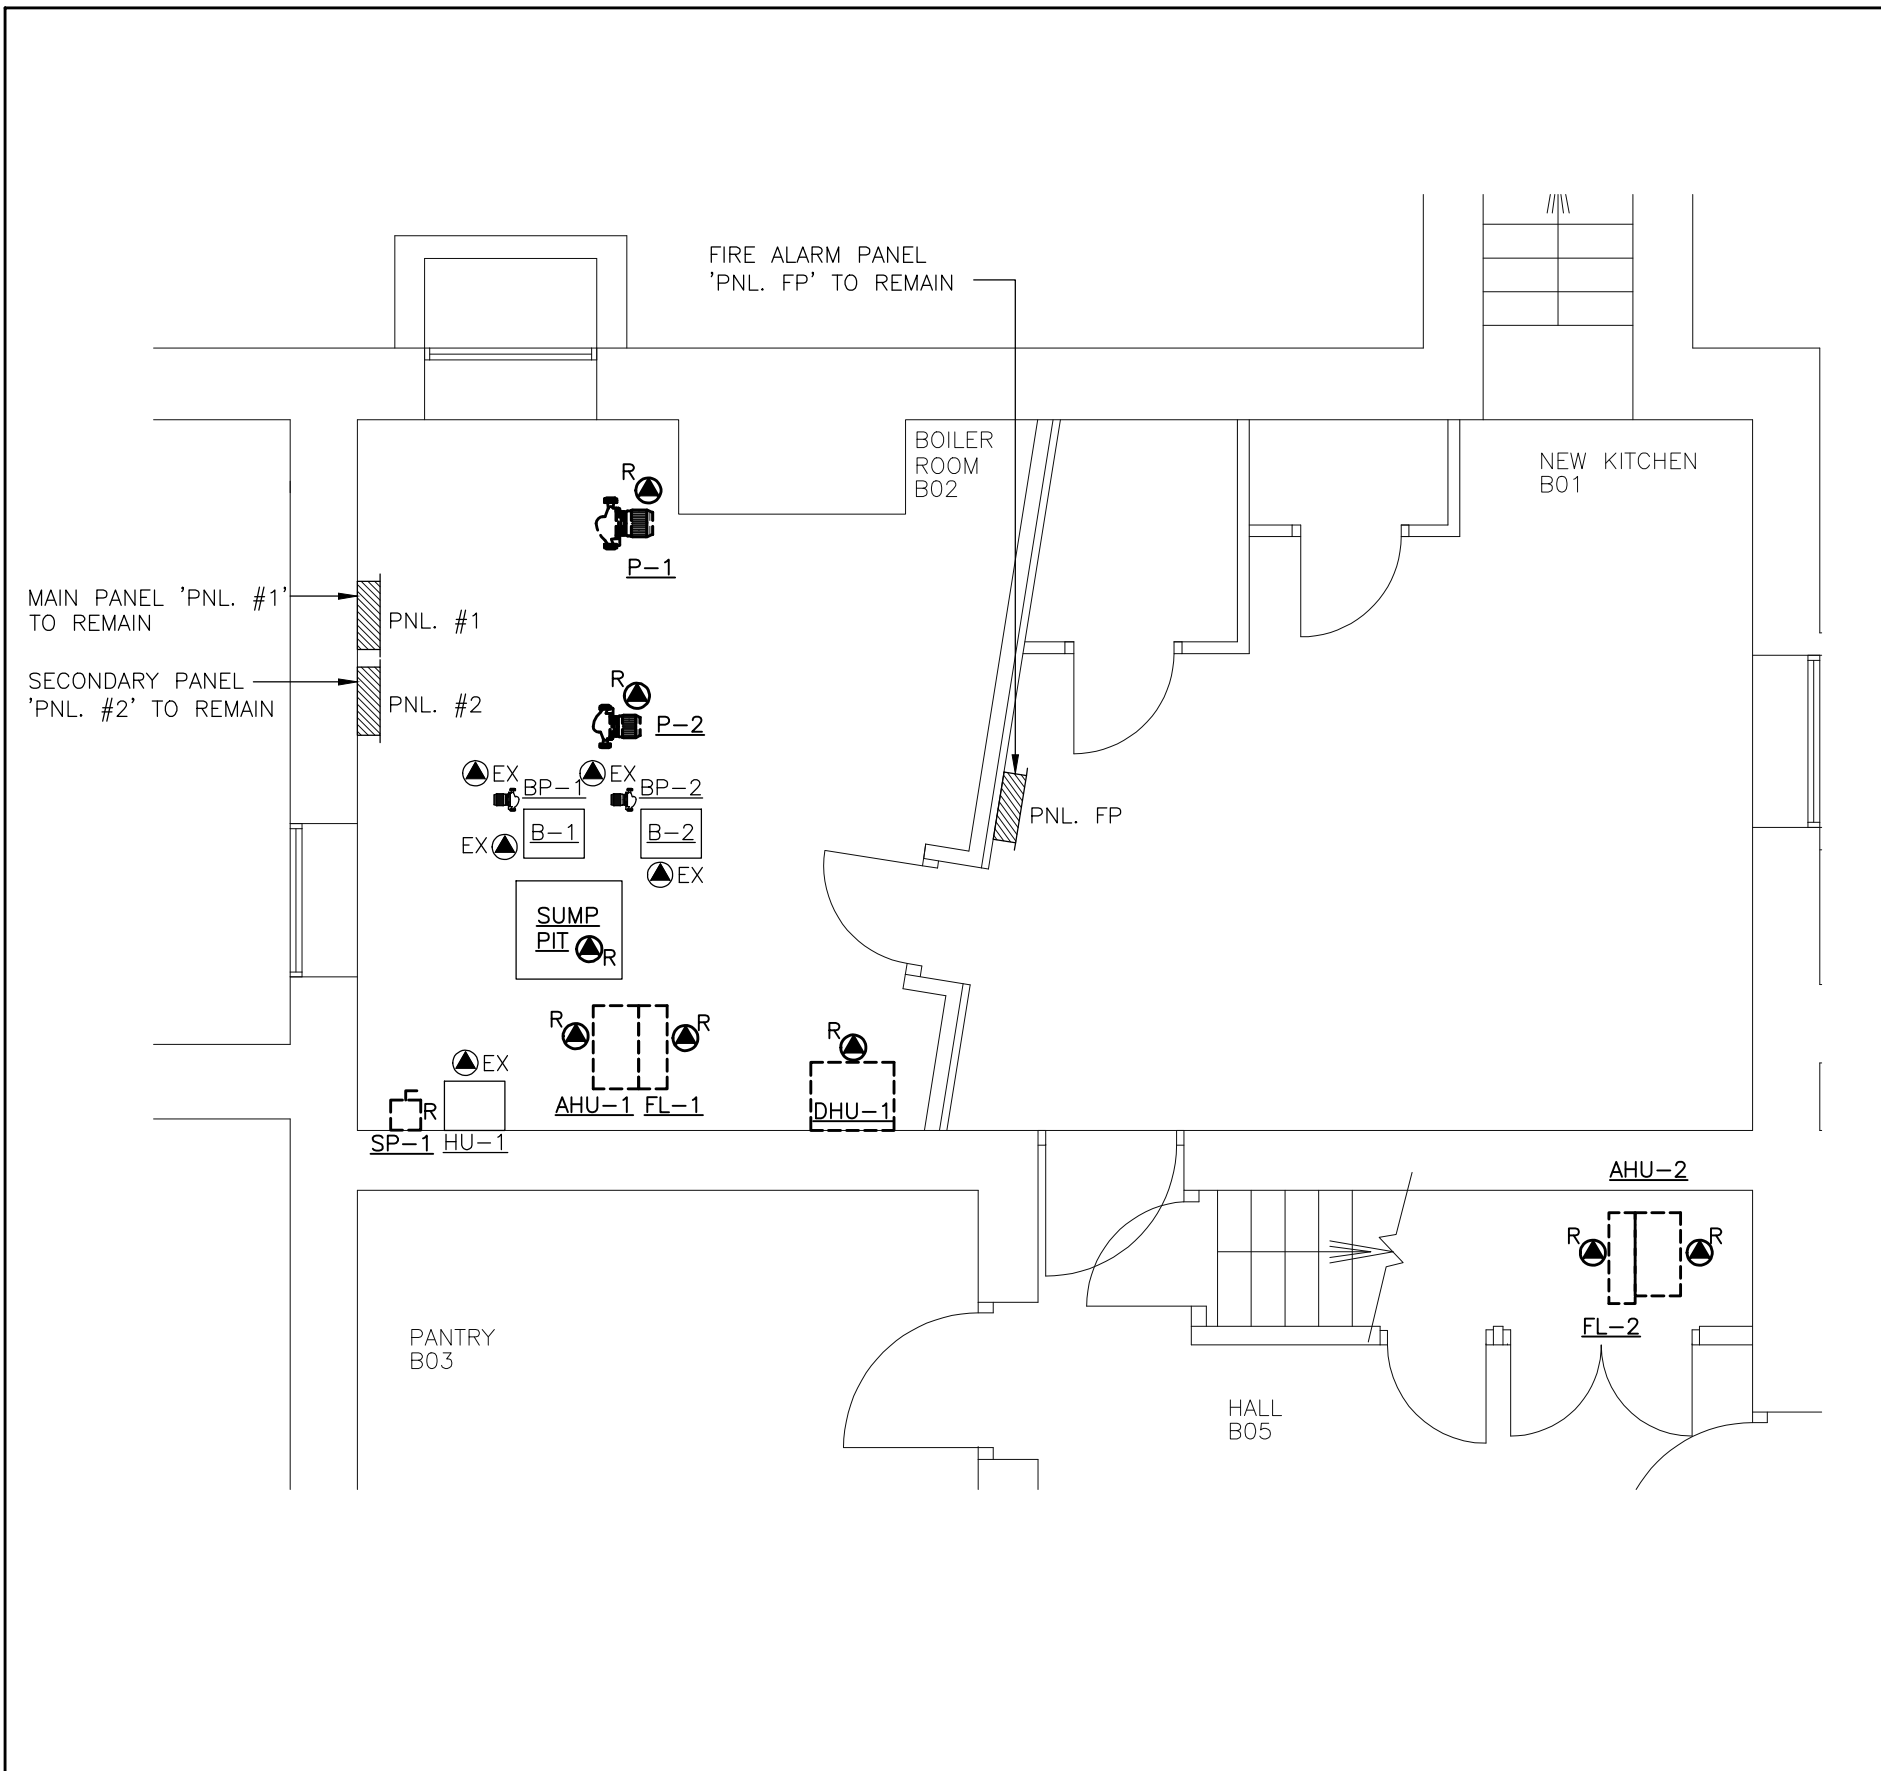 FIRE ALARM PANEL
'PNL. FP' TO REMAIN
BOILER
ROOM
B02
NEW KITCHEN
B01
R
P-1
MAIN PANEL 'PNL. #1'
TO REMAIN
PNL. #1
SECONDARY PANEL
'PNL. #2' TO REMAIN
PNL. #2
R
P-2
EX
EX
BP-1
BP-2
B-1
B-2
EX
EX
PNL. FP
SUMP
PIT
R
R
R
R
EX
AHU-1
FL-1
DHU-1
R
SP-1
HU-1
AHU-2
R
R
FL-2
PANTRY
B03
HALL
B05